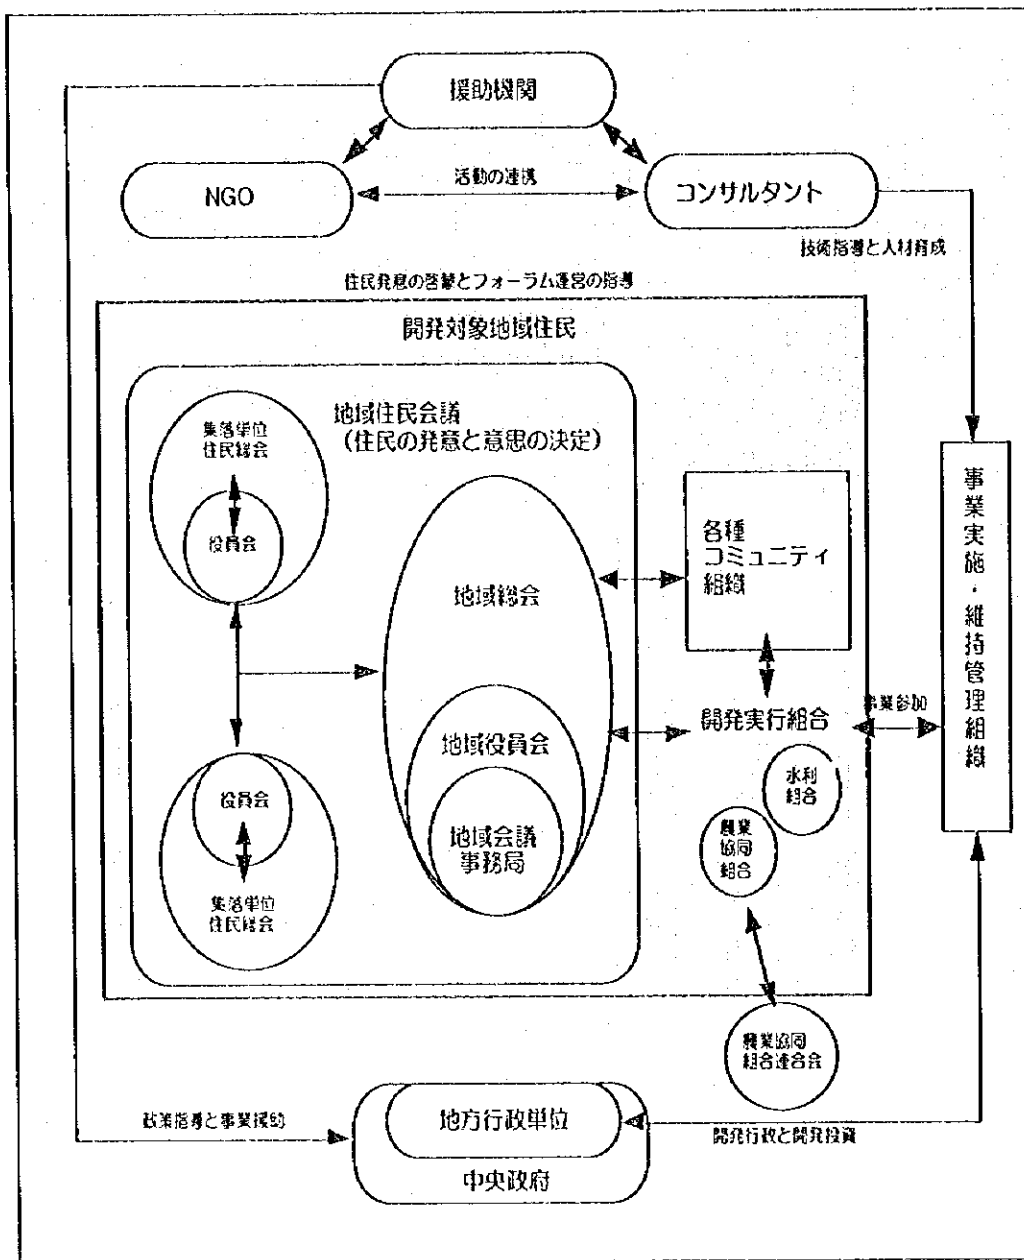 援助機関
NGO
活動の連携
コンサルタント
技術指導と人材育成
住民発意の啓蒙とフォーラム運営の指導
開発対象地域住民
地域住民会議
（住民の発意と意思の決定）
集落単位
住民総会
役員会
地域総会
各種
コミュニティ
組織
事業実施・維持管理組織
地域役員会
地域会議
事務局
開発実行組合
事業参加
水利
組合
農業
協同
組合
役員会
集落単位
住民総会
農業協同
組合連合会
政策指導と事業援助
地方行政単位
開発行政と開発投資
中央政府